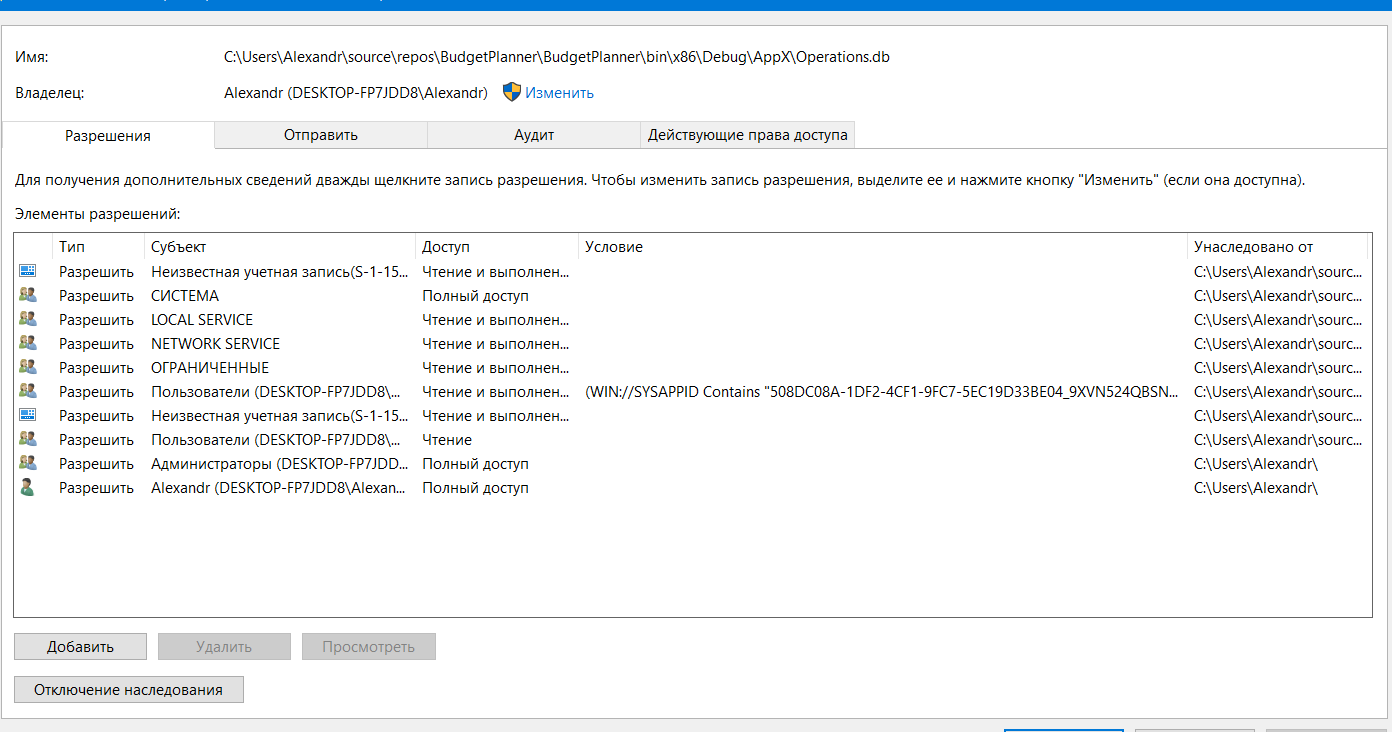 Имя: C:\Users\Alexandr\source\repos\BudgetPlanner\BudgetPlanner\bin\x86\Debug\AppX\Operations.db
Владелец: Alexandr (DESKTOP-FP7JDD8\Alexandr) Изменить
Разрешения Отправить Аудит Действующие права доступа
Для получения дополнительных сведений дважды щелкните запись разрешения. Чтобы изменить запись разрешения, выделите ее и нажмите кнопку "Изменить" (если она доступна).
Элементы разрешений:
Тип Субъект Доступ Условие Унаследовано от
Разрешить Неизвестная учетная запись(S-1-15... Чтение и выполнен... C:\Users\Alexandr\sourc...
Разрешить СИСТЕМА Полный доступ C:\Users\Alexandr\sourc...
Разрешить LOCAL SERVICE Чтение и выполнен... C:\Users\Alexandr\sourc...
Разрешить NETWORK SERVICE Чтение и выполнен... C:\Users\Alexandr\sourc...
Разрешить ОГРАНИЧЕННЫЕ Чтение и выполнен... C:\Users\Alexandr\sourc...
Разрешить Пользователи (DESKTOP-FP7JDD8\... Чтение и выполнен... (WIN://SYSAPPID Contains "508DC08A-1DF2-4CF1-9FC7-5EC19D33BE04_9XVN524QBSN... C:\Users\Alexandr\sourc...
Разрешить Неизвестная учетная запись(S-1-15... Чтение и выполнен... C:\Users\Alexandr\sourc...
Разрешить Пользователи (DESKTOP-FP7JDD8\... Чтение C:\Users\Alexandr\sourc...
Разрешить Администраторы (DESKTOP-FP7JDD... Полный доступ C:\Users\Alexandr\
Разрешить Alexandr (DESKTOP-FP7JDD8\Alexan... Полный доступ C:\Users\Alexandr\
Добавить Удалить Просмотреть
Отключение наследования